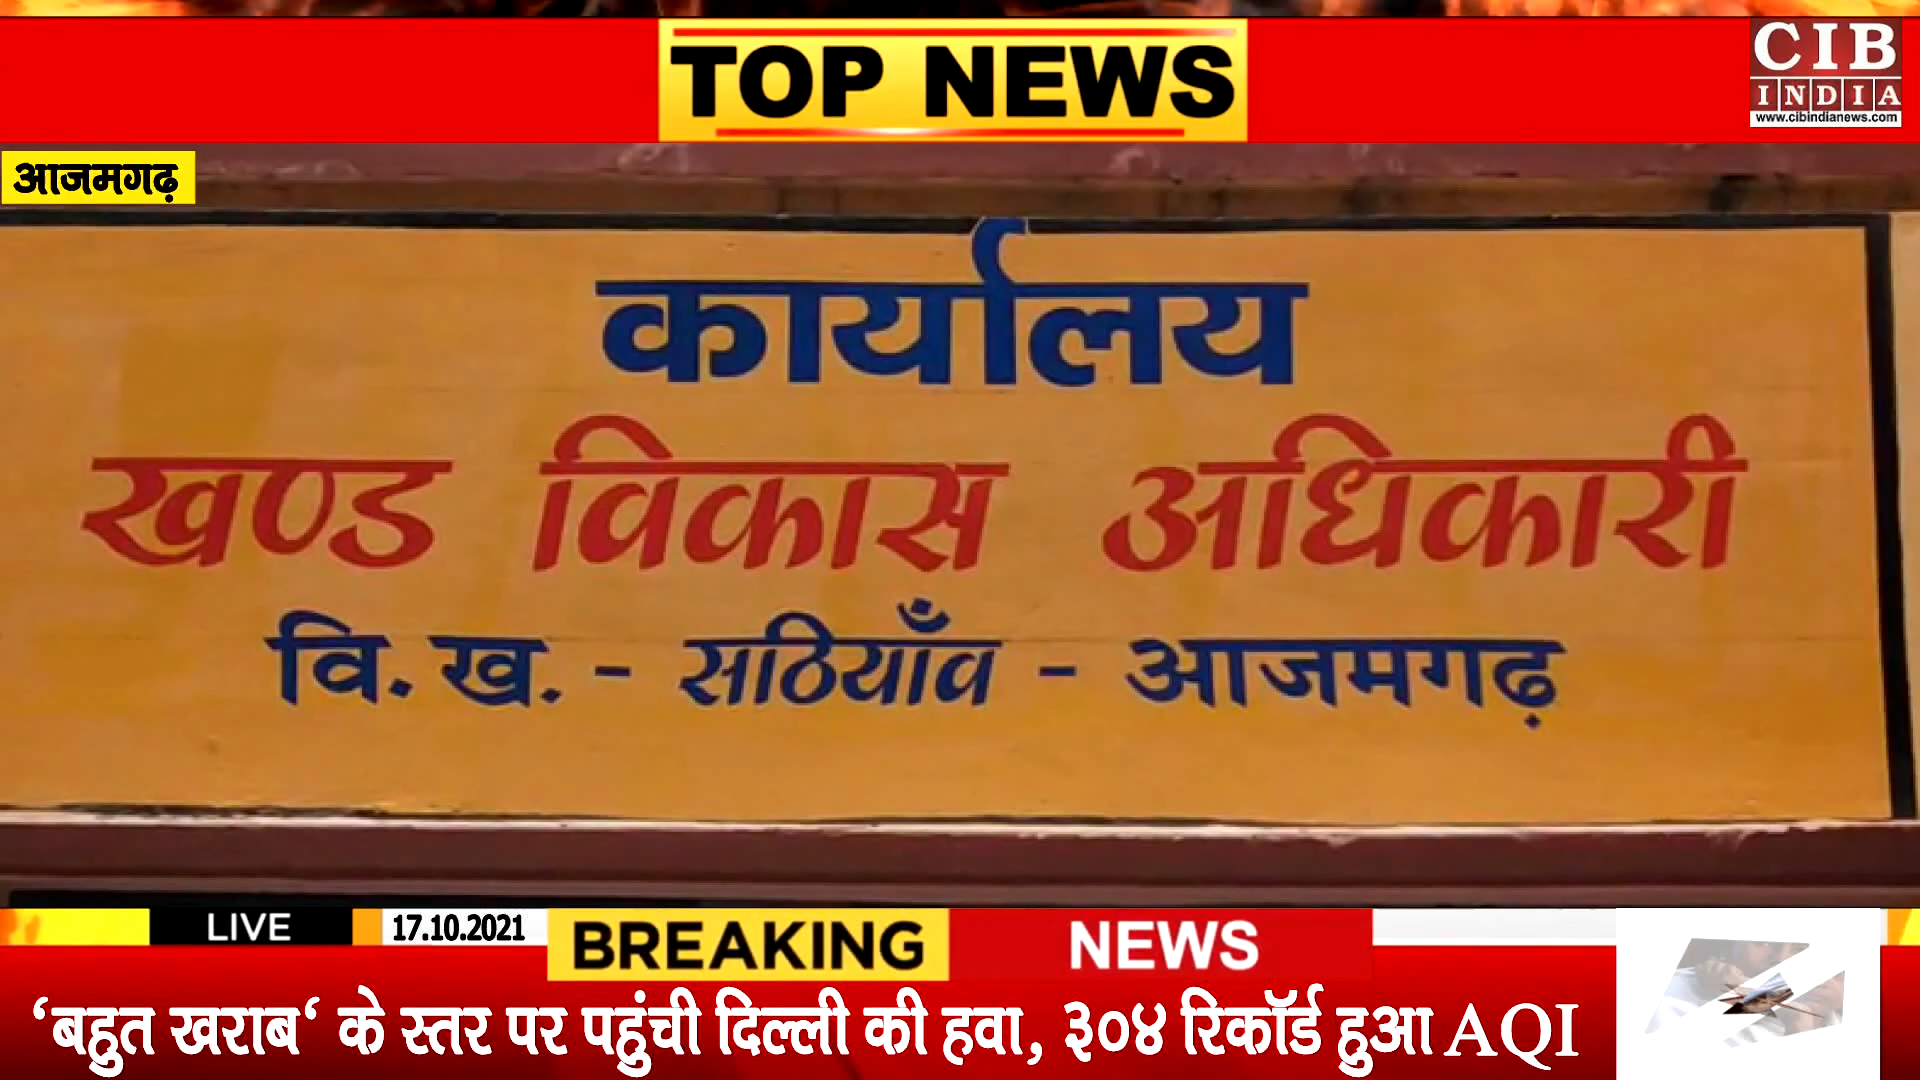 TOP NEWS
CIB
INDIA
www.cibindianews.com
आजमगढ़
कार्यालय
खण्ड विकास अधिकारी
वि. ख. - सठियाँव - आजमगढ़
LIVE
17.10.2021
BREAKING NEWS
‘बहुत खराब‘ के स्तर पर पहुंची दिल्ली की हवा, ३०४ रिकॉर्ड हुआ AQI